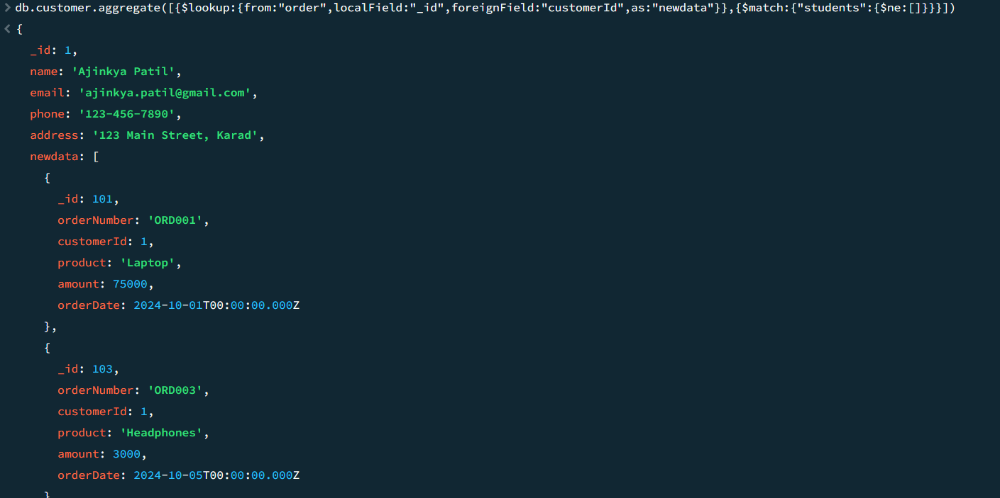 > db.customer.aggregate([{$lookup:{from:"order",localField:"_id",foreignField:"customerId",as:"newdata"}},{$match:{"students":{$ne:[]}}}])
< {
_id: 1,
name: 'Ajinkya Patil',
email: 'ajinkya.patil@gmail.com',
phone: '123-456-7890',
address: '123 Main Street, Karad',
newdata: [
{
_id: 101,
orderNumber: 'ORD001',
customerId: 1,
product: 'Laptop',
amount: 75000,
orderDate: 2024-10-01T00:00:00.000Z
},
{
_id: 103,
orderNumber: 'ORD003',
customerId: 1,
product: 'Headphones',
amount: 3000,
orderDate: 2024-10-05T00:00:00.000Z
}